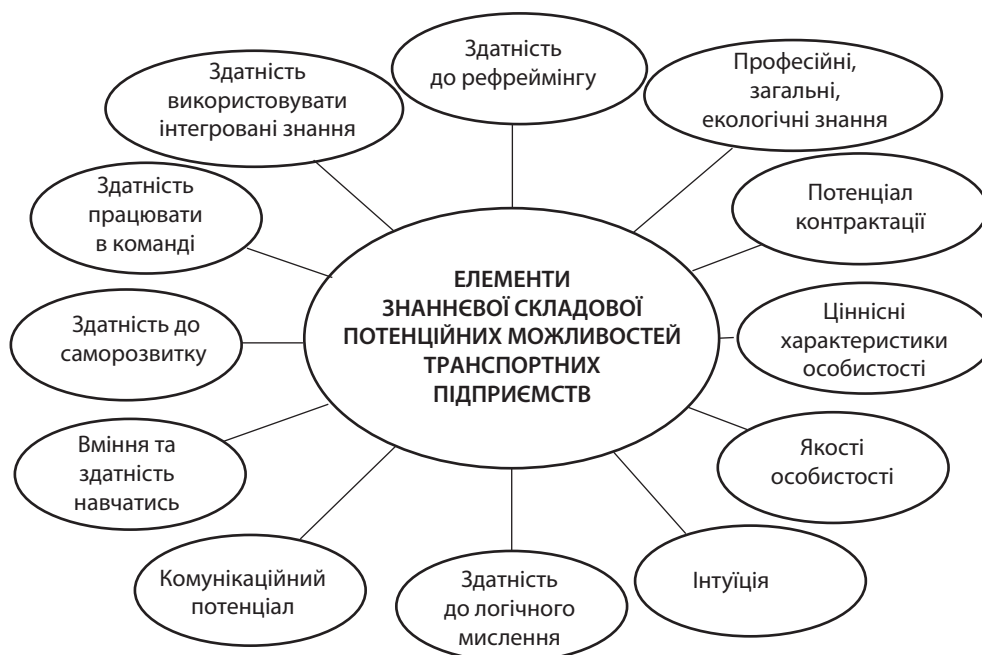 Здатність
до рефреймінгу
Професійні,
загальні,
екологічні знання
Потенціал
контрактації
Ціннісні
характеристики
особистості
Якості
особистості
Інтуїція
Здатність
до логічного
мислення
Комунікаційний
потенціал
Вміння та
здатність
навчатись
Здатність до
саморозвитку
Здатність
працювати
в команді
Здатність
використовувати
інтегровані знання
ЕЛЕМЕНТИ
ЗНАННЄВОЇ СКЛАДОВОЇ
ПОТЕНЦІЙНИХ МОЖЛИВОСТЕЙ
ТРАНСПОРТНИХ
ПІДПРИЄМСТВ